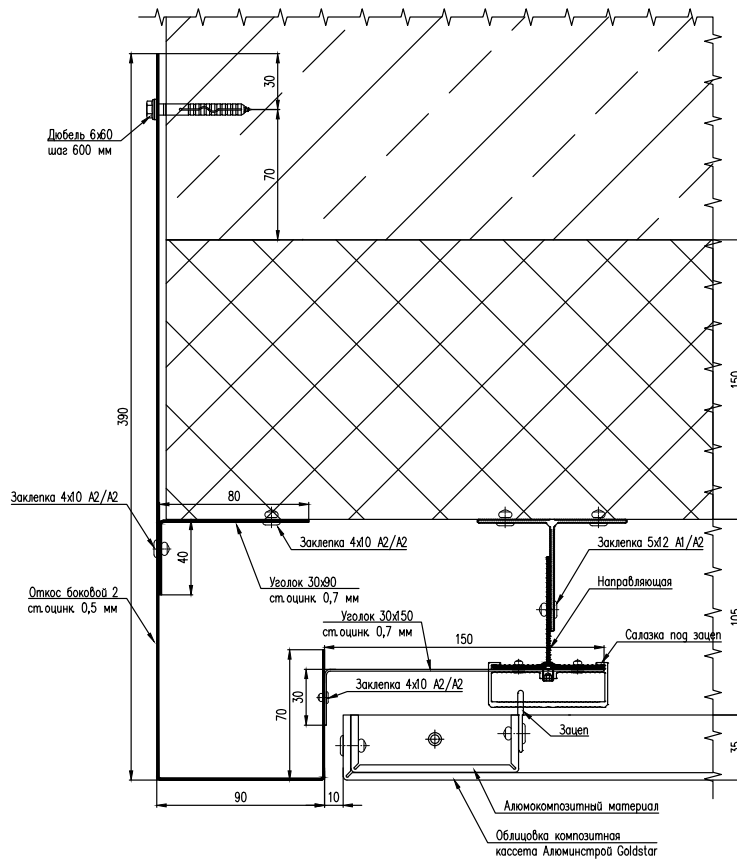 30
Дюбель 6х60
шаг 600 мм
70
390
150
80
Заклепка 4х10 А2/А2
Заклепка 4х10 А2/А2
Заклепка 5х12 А1/А2
40
Уголок 30х90
ст.оцинк. 0,7 мм
Направляющая
Откос боковой 2
ст.оцинк. 0,5 мм
105
Уголок 30х150
ст.оцинк. 0,7 мм
150
Салазка под зацеп
Заклепка 4х10 А2/А2
30
70
Зацеп
35
90
10
Алюмокомпозитный материал
Облицовка композитная
кассета Алюминстрой Goldstar